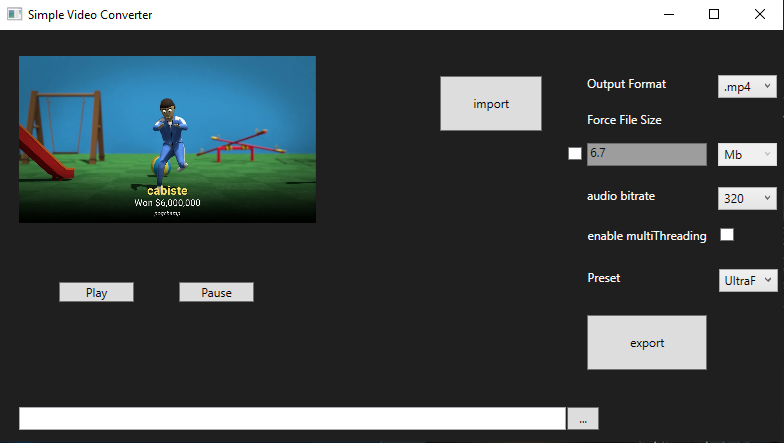 Simple Video Converter
cabiste
Won $6,000,000
pogchamp
Play
Pause
import
Output Format
.mp4
Force File Size
6.7
Mb
audio bitrate
320
enable multiThreading
Preset
UltraF
export
...